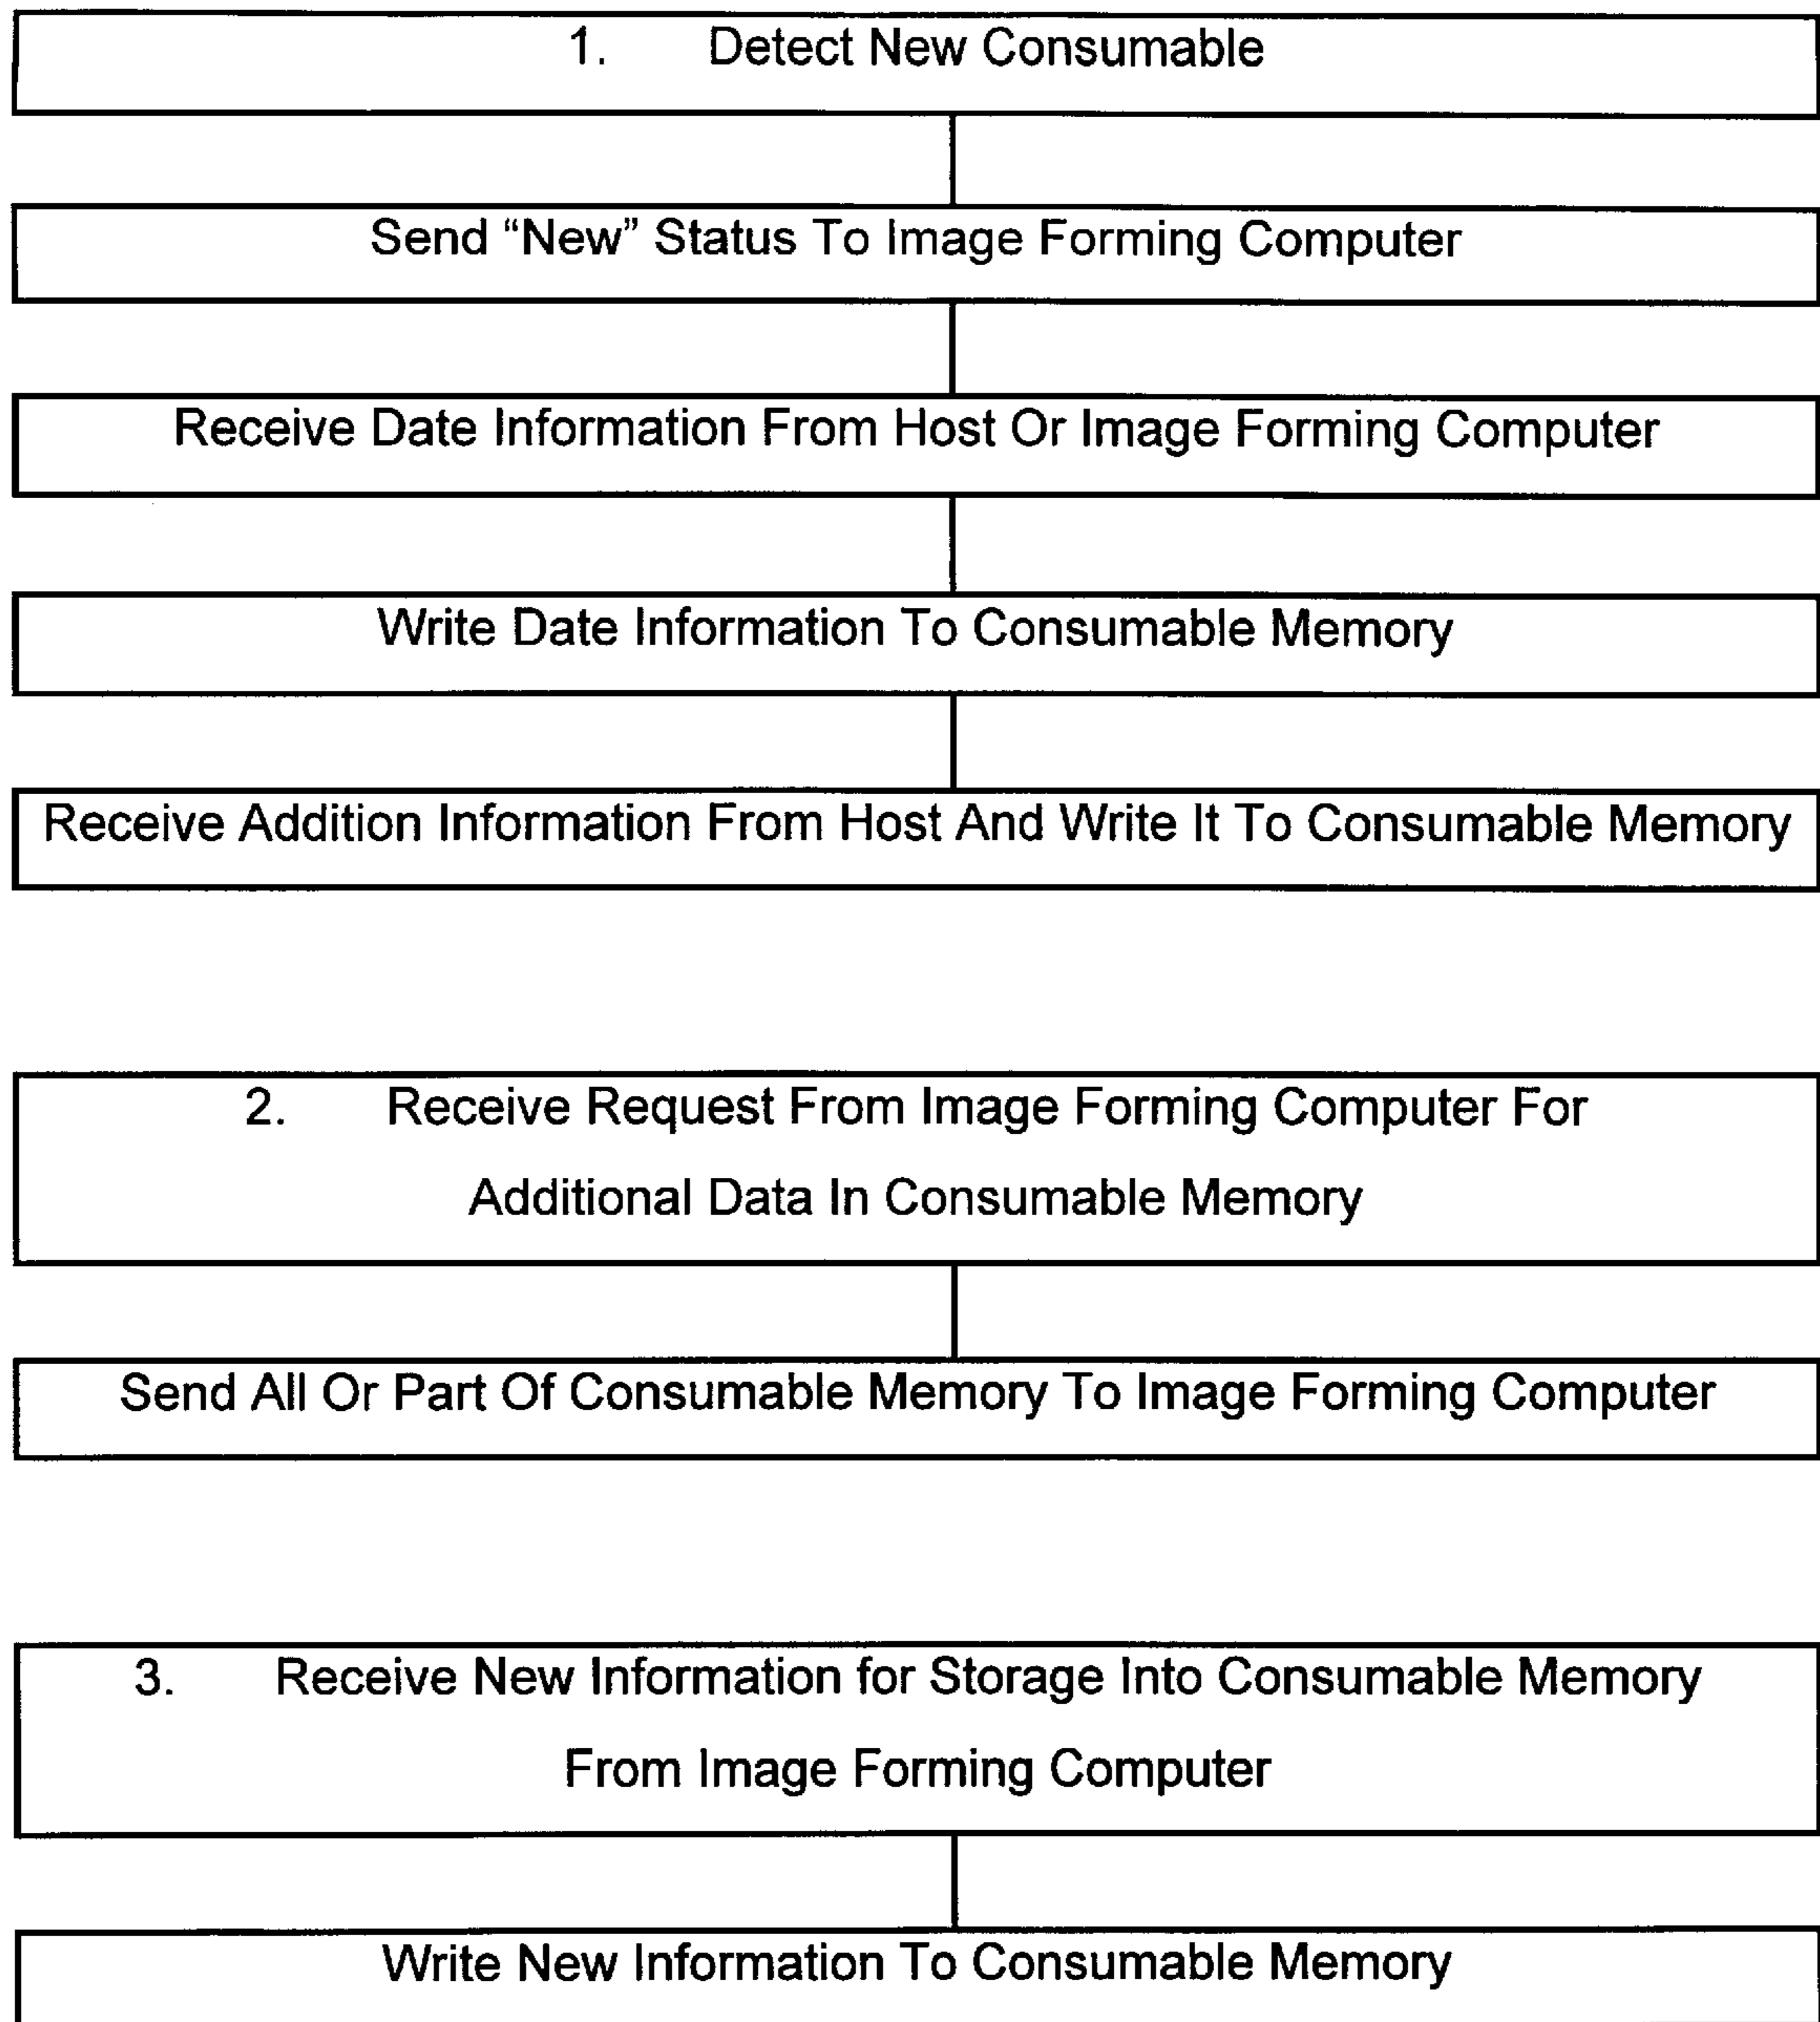 1. Detect New Consumable
Send “New” Status To Image Forming Computer
Receive Date Information From Host Or Image Forming Computer
Write Date Information To Consumable Memory
Receive Addition Information From Host And Write It To Consumable Memory
2. Receive Request From Image Forming Computer For
Additional Data In Consumable Memory
Send All Or Part Of Consumable Memory To Image Forming Computer
3. Receive New Information for Storage Into Consumable Memory
From Image Forming Computer
Write New Information To Consumable Memory